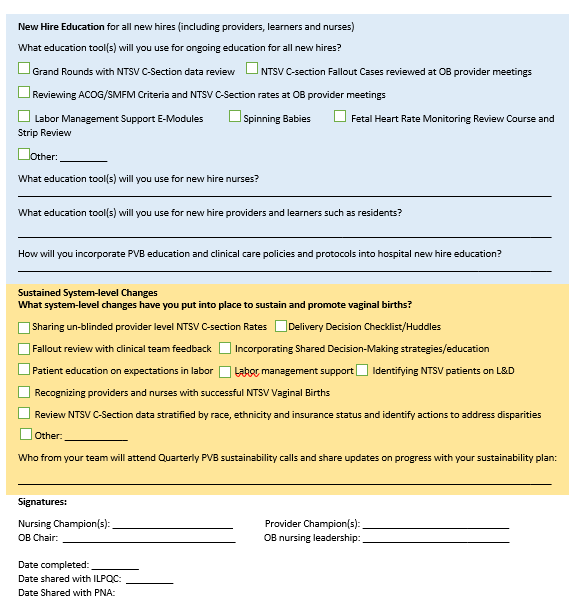 New Hire Education for all new hires (including providers, learners and nurses)
What education tool(s) will you use for ongoing education for all new hires?
Grand Rounds with NTSV C-Section data review NTSV C-section Fallout Cases reviewed at OB provider meetings
Reviewing ACOG/SMFM Criteria and NTSV C-Section rates at OB provider meetings
Labor Management Support E-Modules Spinning Babies Fetal Heart Rate Monitoring Review Course and
Strip Review
Other: ________
What education tool(s) will you use for new hire nurses?
What education tool(s) will you use for new hire providers and learners such as residents?
How will you incorporate PVB education and clinical care policies and protocols into hospital new hire education?
Sustained System-level Changes
What system-level changes have you put into place to sustain and promote vaginal births?
Sharing un-blinded provider level NTSV C-section Rates Delivery Decision Checklist/Huddles
Fallout review with clinical team feedback Incorporating Shared Decision-Making strategies/education
Patient education on expectations in labor Labor management support Identifying NTSV patients on L&D
Recognizing providers and nurses with successful NTSV Vaginal Births
Review NTSV C-Section data stratified by race, ethnicity and insurance status and identify actions to address disparities
Other: ___________
Who from your team will attend Quarterly PVB sustainability calls and share updates on progress with your sustainability plan:
Signatures:
Nursing Champion(s): ____________________ Provider Champion(s): ________________________
OB Chair: ____________________________ OB nursing leadership: ________________________
Date completed: ________
Date shared with ILPQC: ________
Date Shared with PNA: